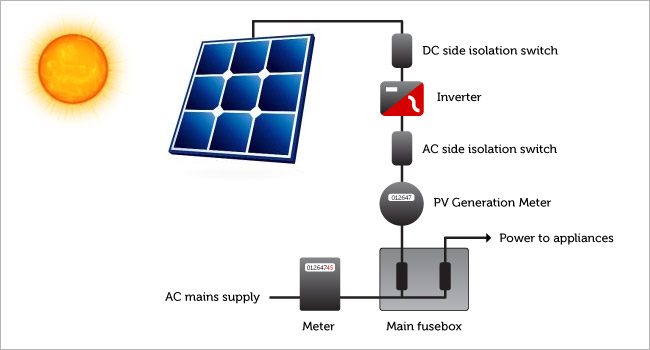 DC side isolation switch
Inverter
AC side isolation switch
012647
PV Generation Meter
Power to appliances
01264745
AC mains supply
Meter
Main fusebox